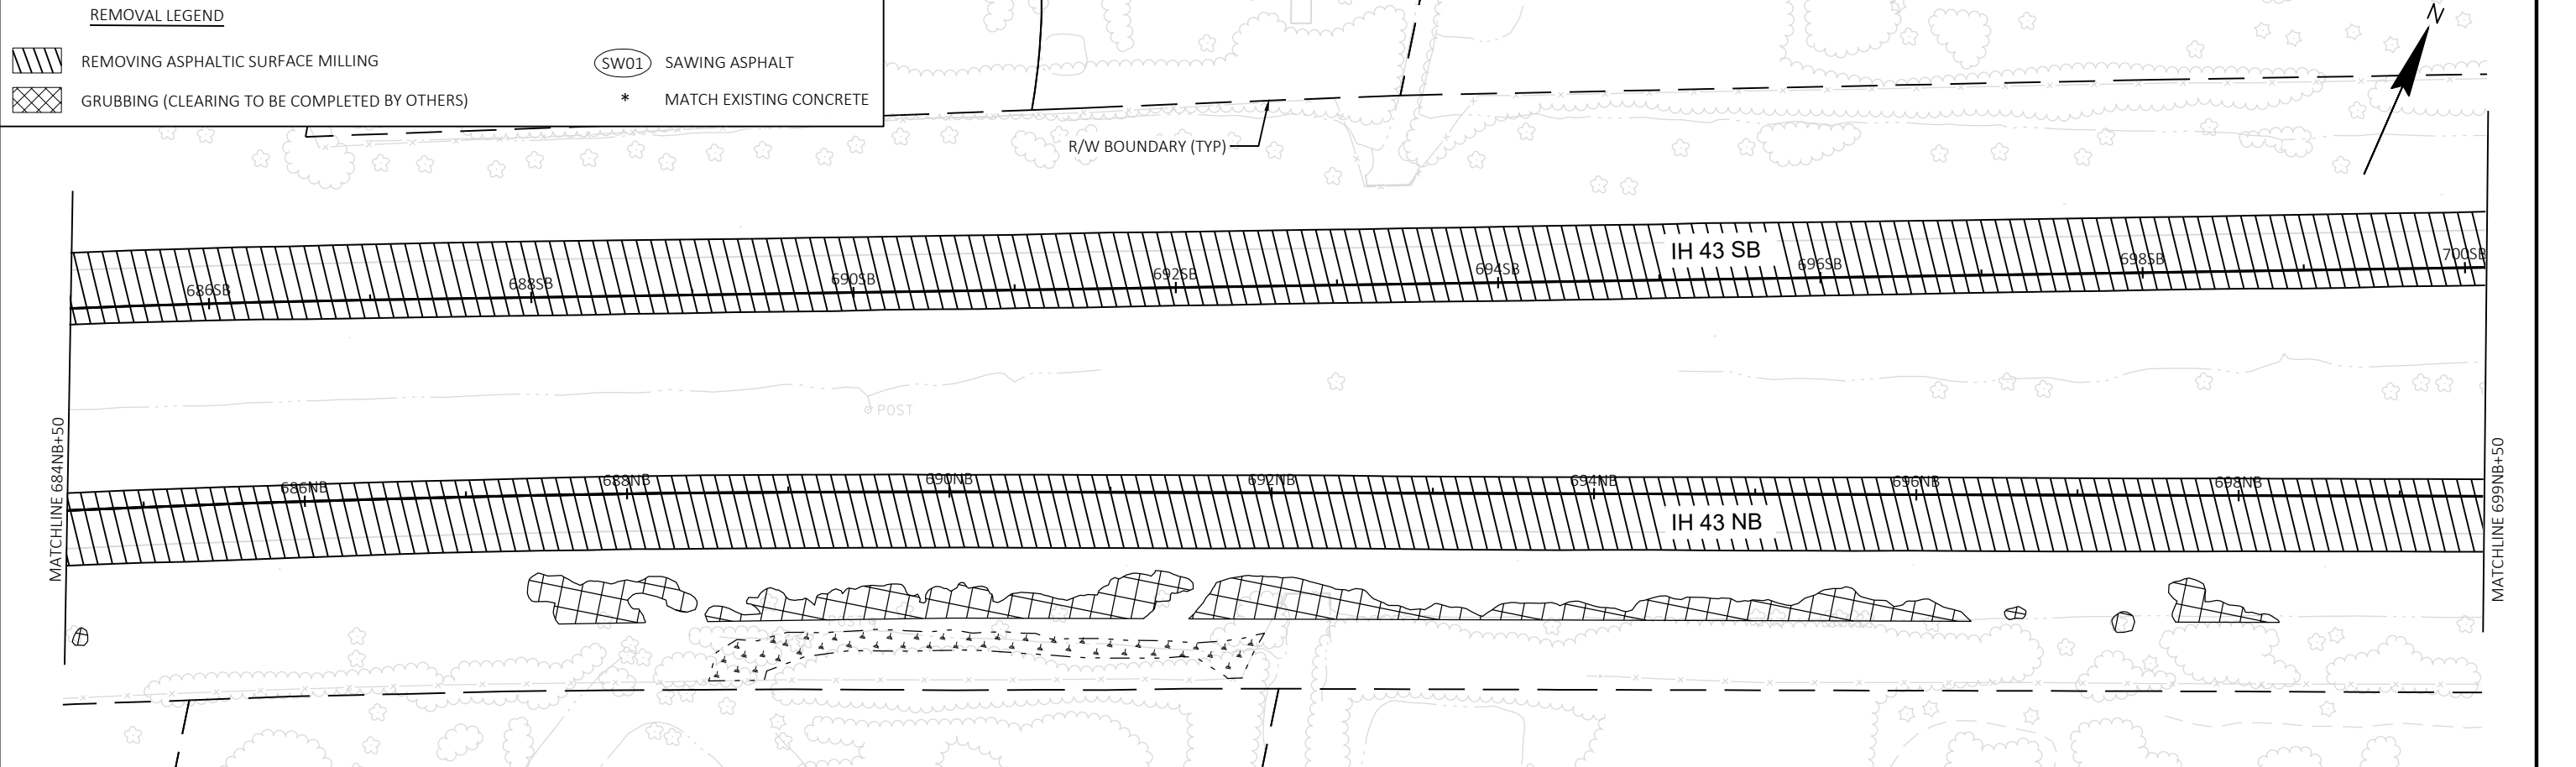 REMOVAL LEGEND
REMOVING ASPHALTIC SURFACE MILLING
SW01 SAWING ASPHALT
GRUBBING (CLEARING TO BE COMPLETED BY OTHERS)
* MATCH EXISTING CONCRETE
N
R/W BOUNDARY (TYP)
IH 43 SB
686SB 688SB 690SB 692SB 694SB 696SB 698SB 700SB
POST
MATCHLINE 684NB+50
MATCHLINE 699NB+50
686NB 688NB 690NB 692NB 694NB 696NB 698NB
IH 43 NB
POST